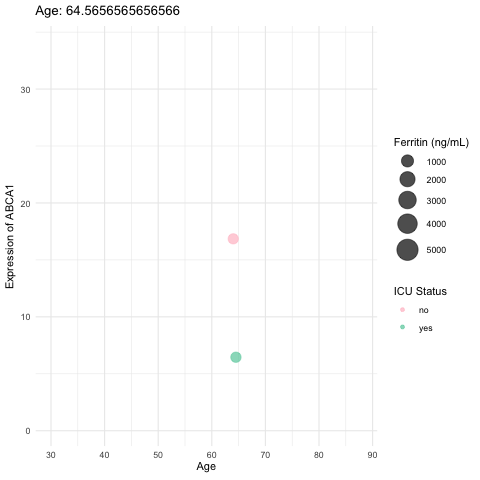 Age: 64.5656565656566
30
20
10
0
Expression of ABCA1
30 40 50 60 70 80 90
Age
Ferritin (ng/mL)
1000
2000
3000
4000
5000
ICU Status
no
yes